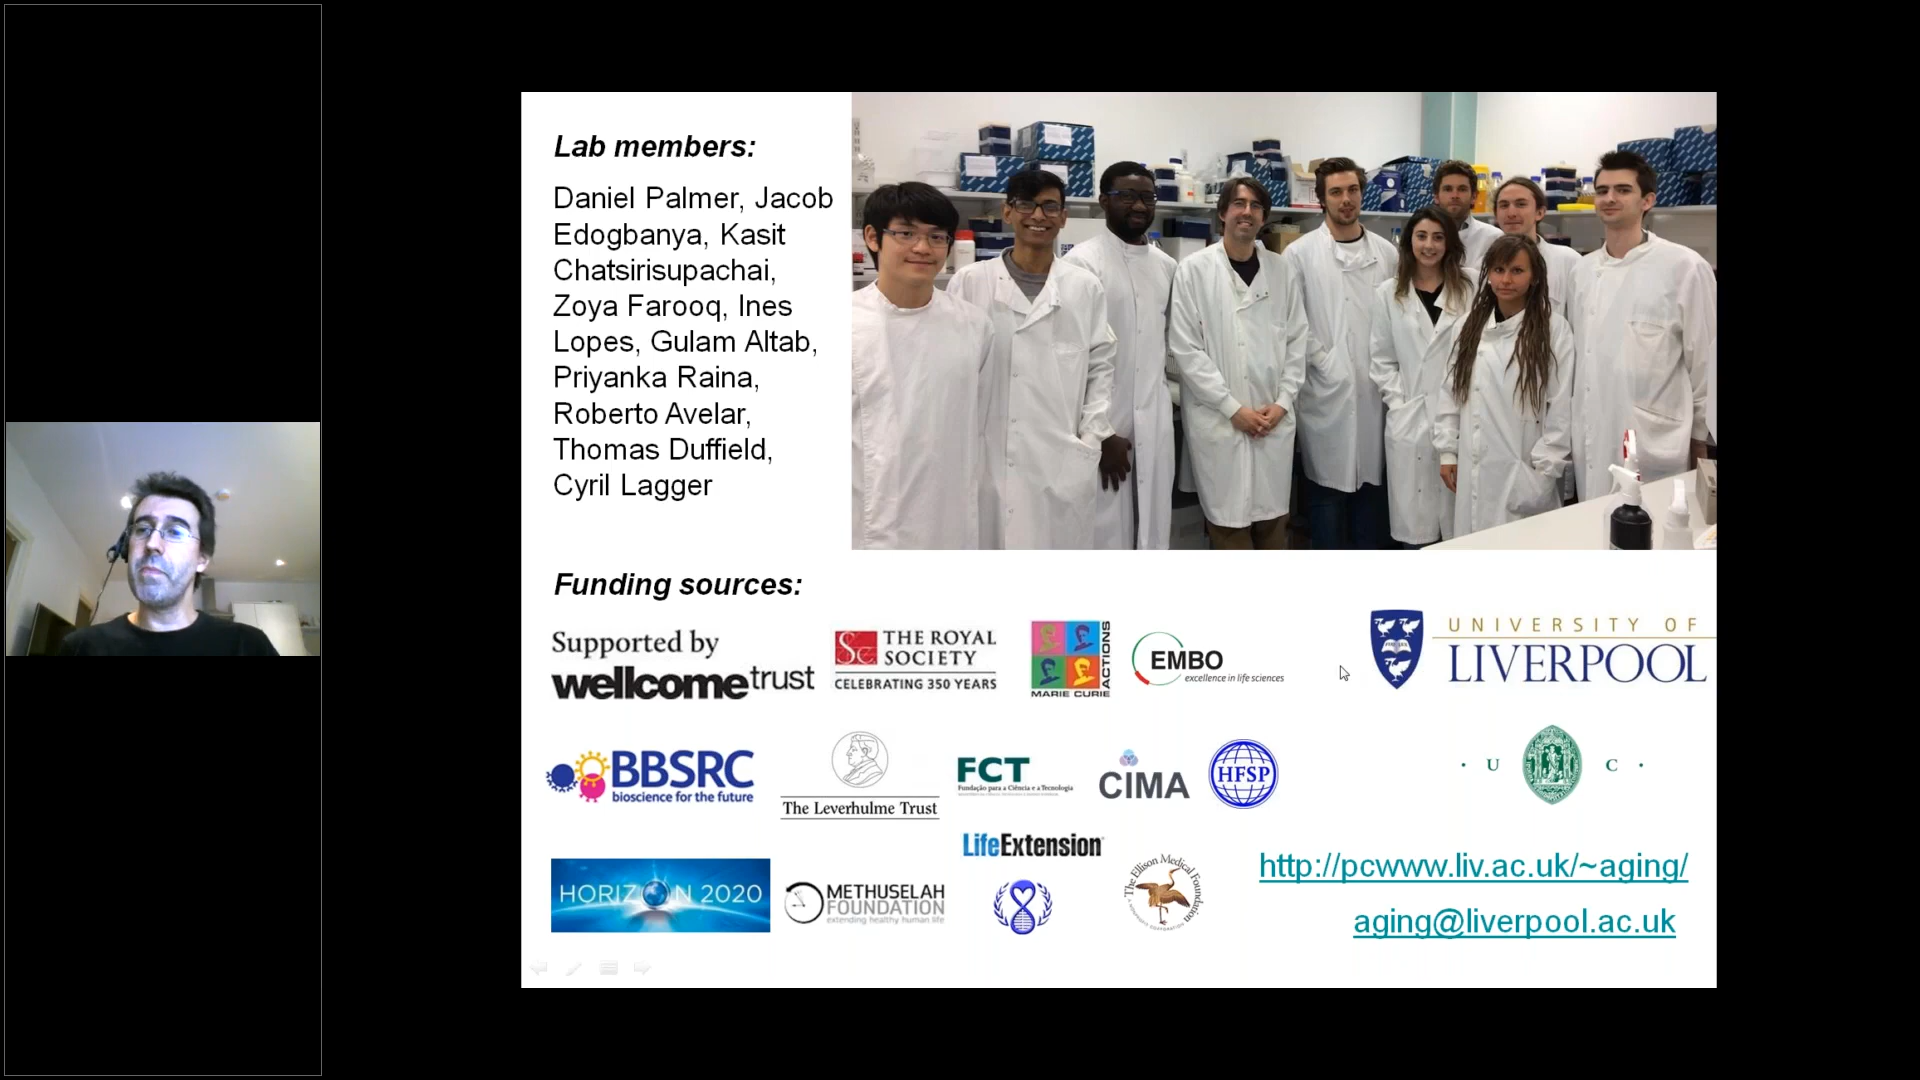 Lab members:
Daniel Palmer, Jacob
Edogbanya, Kasit
Chatsirisupachai,
Zoya Farooq, Ines
Lopes, Gulam Altab,
Priyanka Raina,
Roberto Avelar,
Thomas Duffield,
Cyril Lagger
Funding sources:
Supported by
wellcometrust
THE ROYAL
SOCIETY
CELEBRATING 350 YEARS
MARIE CURIE
ACTIONS
EMBO
excellence in life sciences
UNIVERSITY OF
LIVERPOOL
BBSRC
bioscience for the future
The Leverhulme Trust
FCT
Fundação para a Ciência e a Tecnologia
CIMA
HFSP
· U C ·
LifeExtension
HORIZON 2020
METHUSELAH
FOUNDATION
extending healthy human life
The Ellison Medical Foundation
http://pcwww.liv.ac.uk/~aging/
aging@liverpool.ac.uk